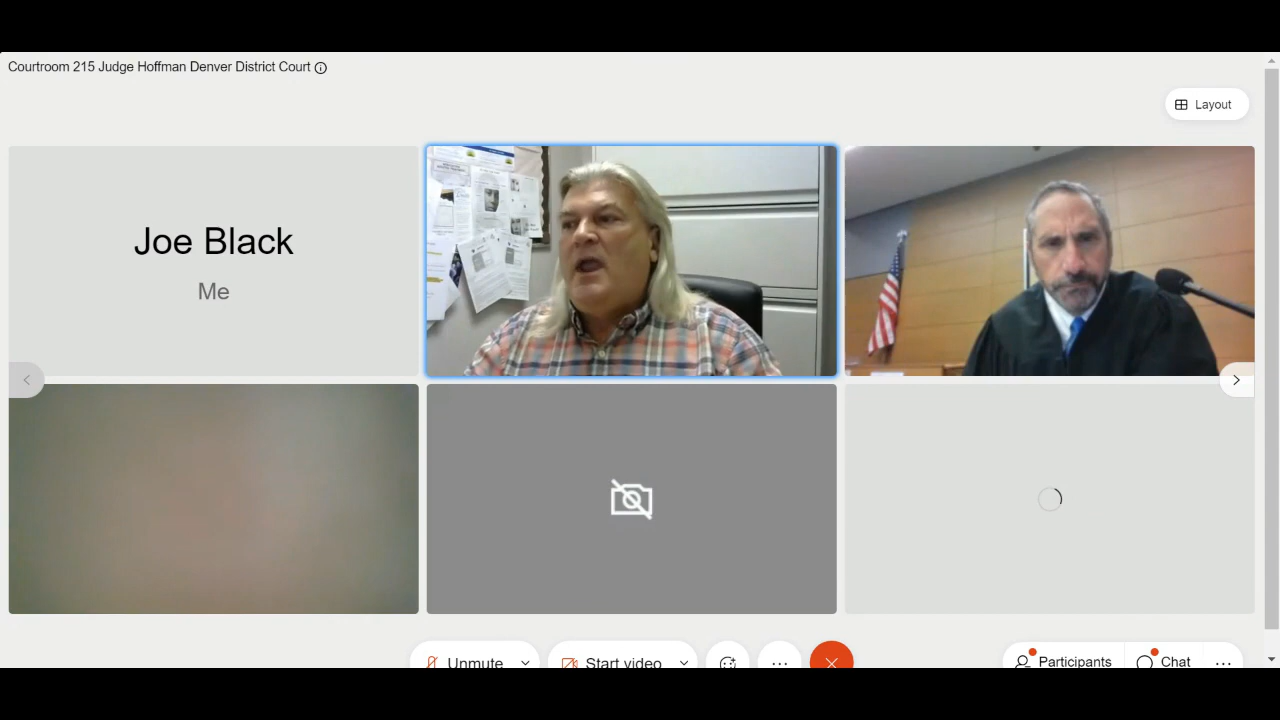 Courtroom 215 Judge Hoffman Denver District Court
Layout
Joe Black
Me
Unmute
Start video
Participants
Chat